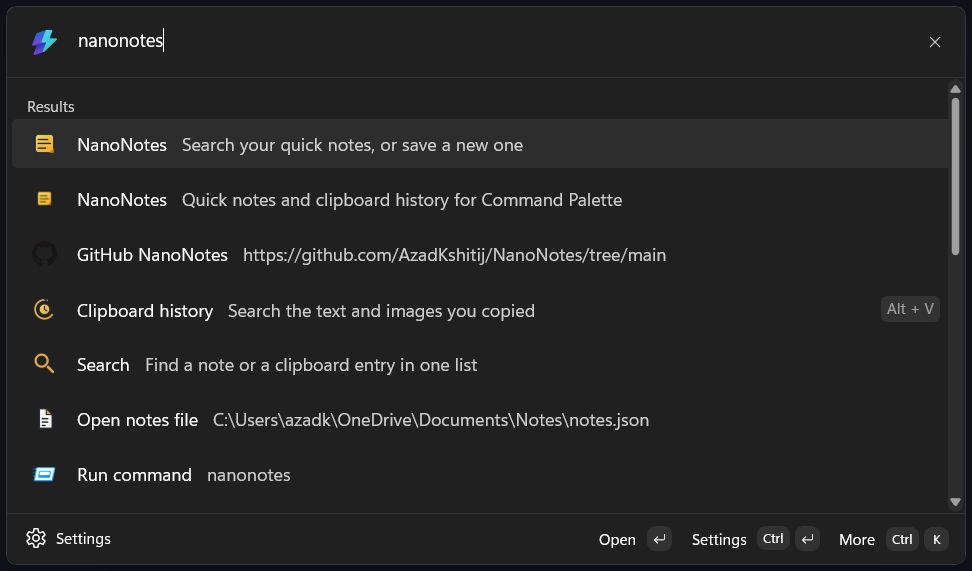 nanonotes
Results
NanoNotes Search your quick notes, or save a new one
NanoNotes Quick notes and clipboard history for Command Palette
GitHub NanoNotes https://github.com/AzadKshitij/NanoNotes/tree/main
Clipboard history Search the text and images you copied Alt + V
Search Find a note or a clipboard entry in one list
Open notes file C:\Users\azadk\OneDrive\Documents\Notes\notes.json
Run command nanonotes
Settings Open Settings Ctrl More Ctrl K